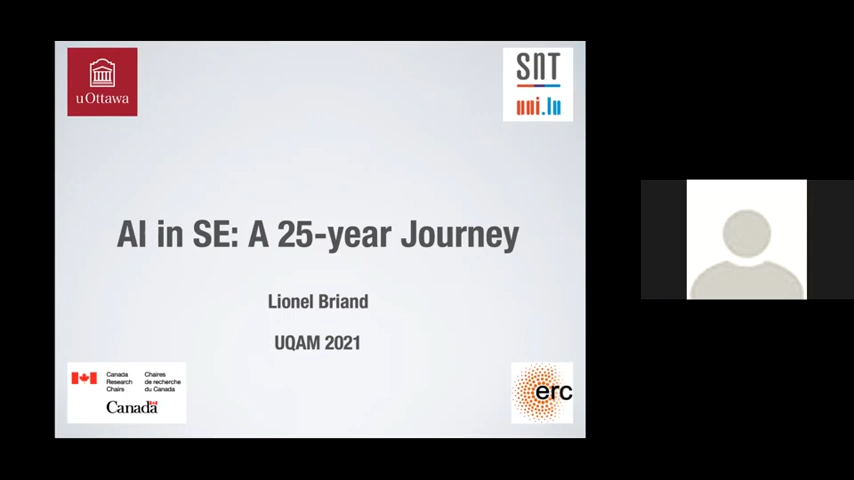 uOttawa
SNT
uni.lu
AI in SE: A 25-year Journey
Lionel Briand
UQAM 2021
Canada Research Chairs
Chaires de recherche du Canada
Canada
erc